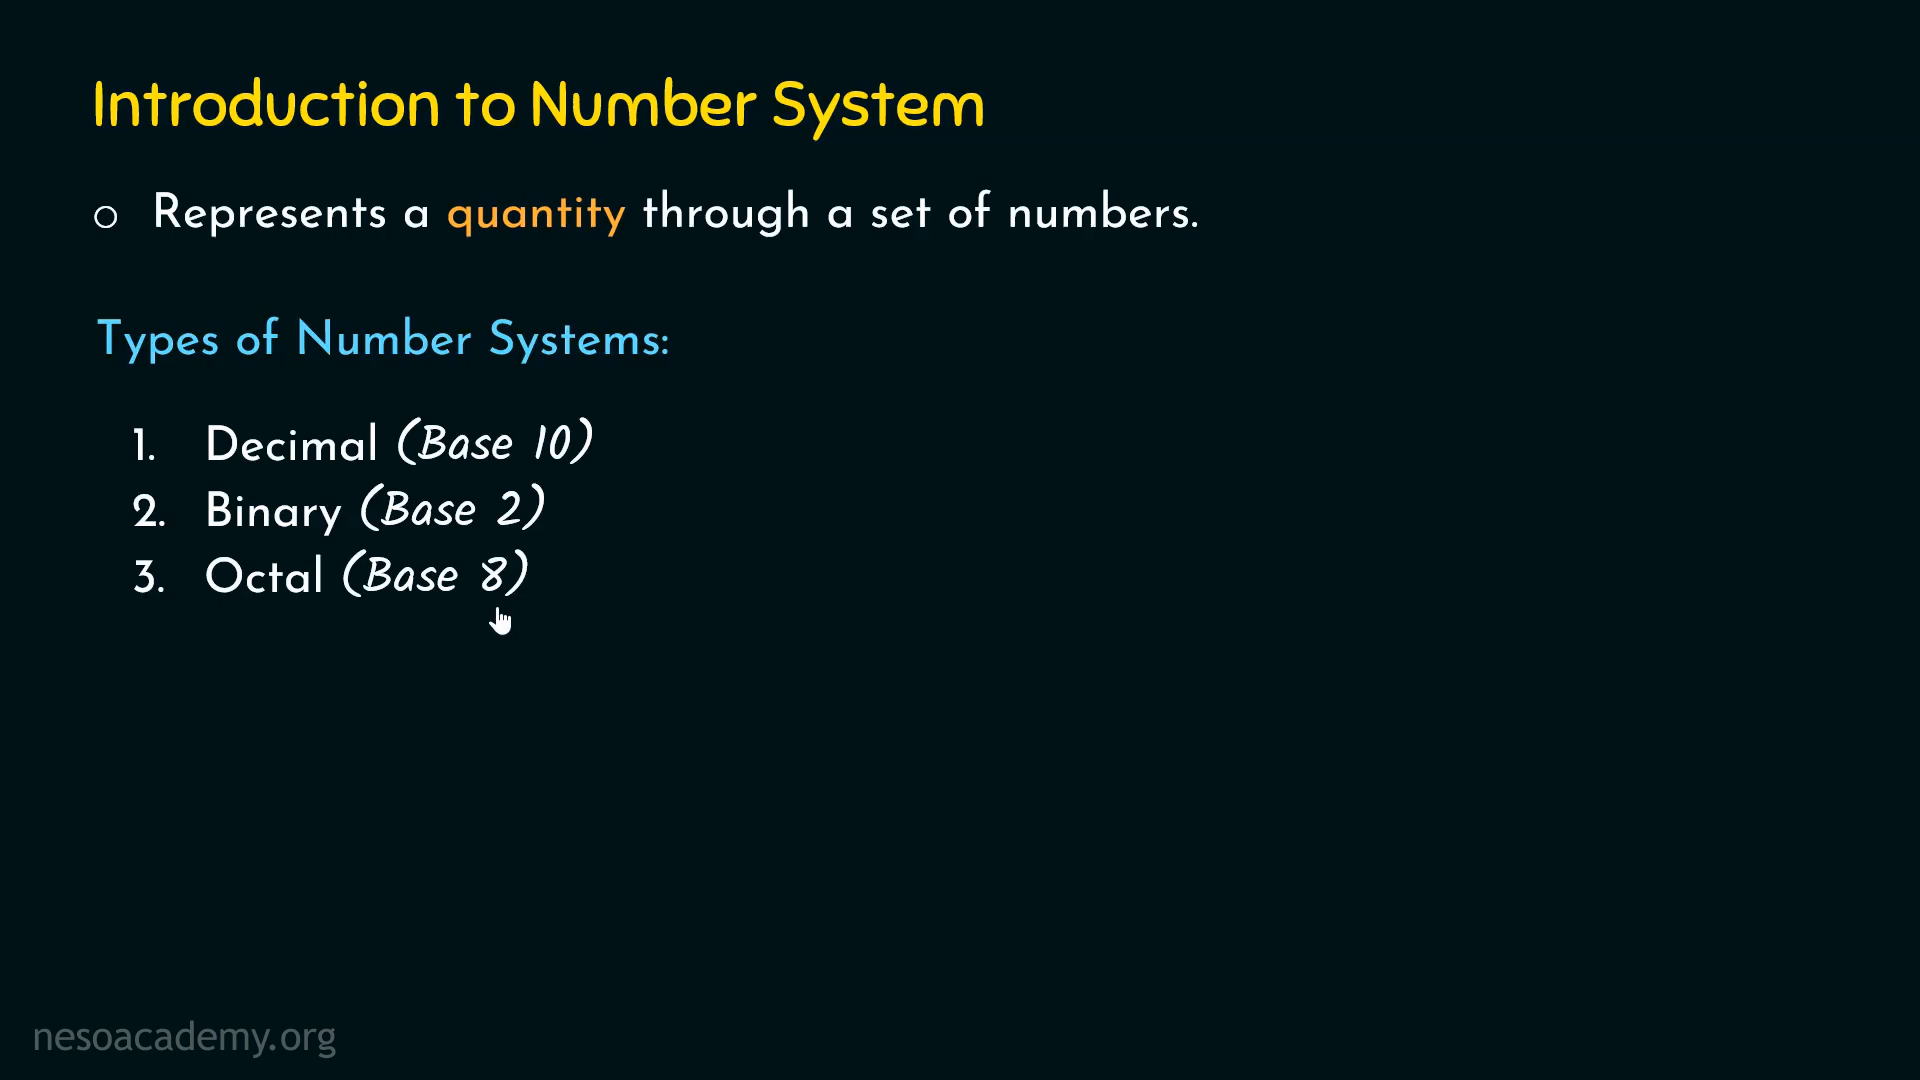 Introduction to Number System
○ Represents a quantity through a set of numbers.
Types of Number Systems:
1. Decimal (Base 10)
2. Binary (Base 2)
3. Octal (Base 8)
nesoacademy.org